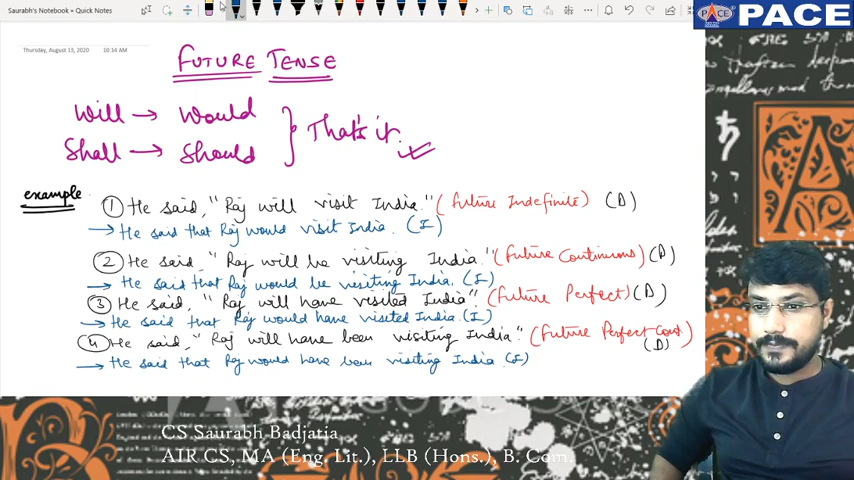 Saurabh's Notebook » Quick Notes
PACE
PACE
Thursday, August 13, 2020 10:14 AM
FUTURE TENSE
Will → Would
Shall → Should
That's it.
example
① He said, "Raj will visit India." (Future Indefinite) (D)
→ He said that Raj would visit India. (I)
② He said, "Raj will be visiting India." (Future Continuous) (D)
→ He said that Raj would be visiting India. (I)
③ He said, "Raj will have visited India" (Future Perfect) (D)
→ He said that Raj would have visited India. (I)
④ He said, "Raj will have been visiting India." (Future Perfect Cont.) (D)
→ He said that Raj would have been visiting India. (I)
CS Saurabh Badjatia
AIR CS, MA (Eng. Lit.), LLB (Hons.), B. Com.